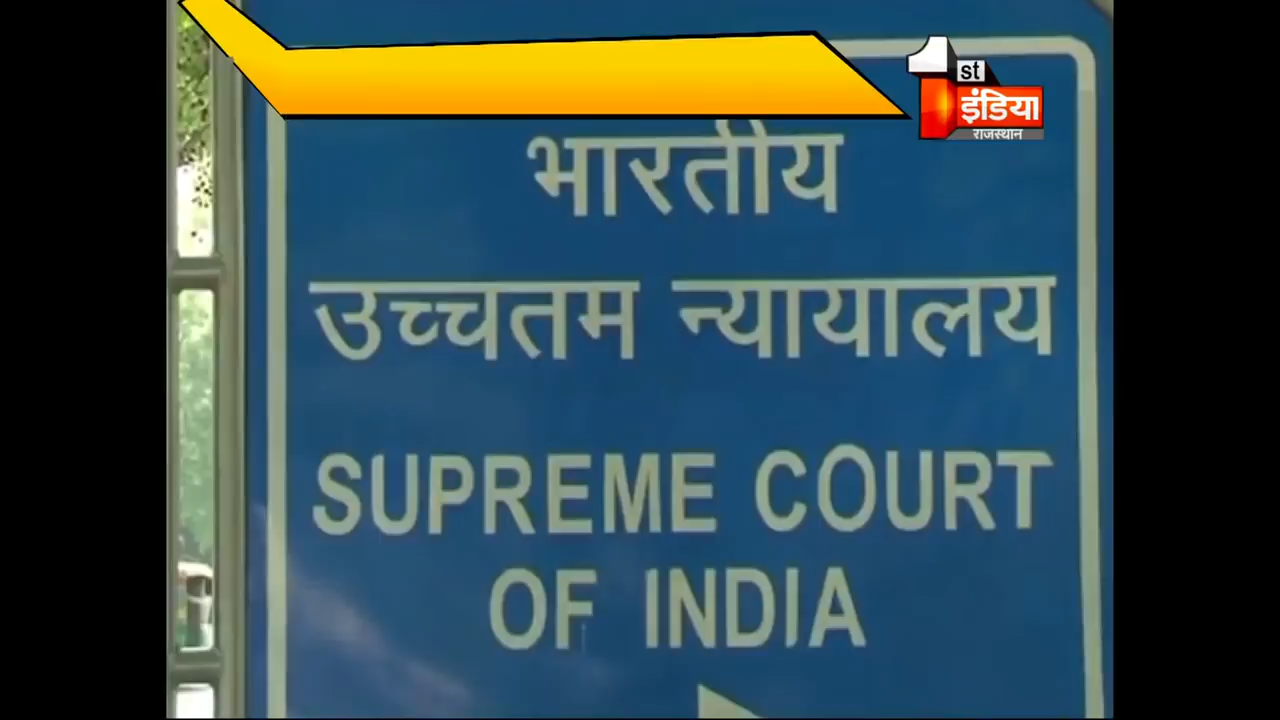 1st
इंडिया
राजस्थान
भारतीय
उच्चतम न्यायालय
SUPREME COURT
OF INDIA